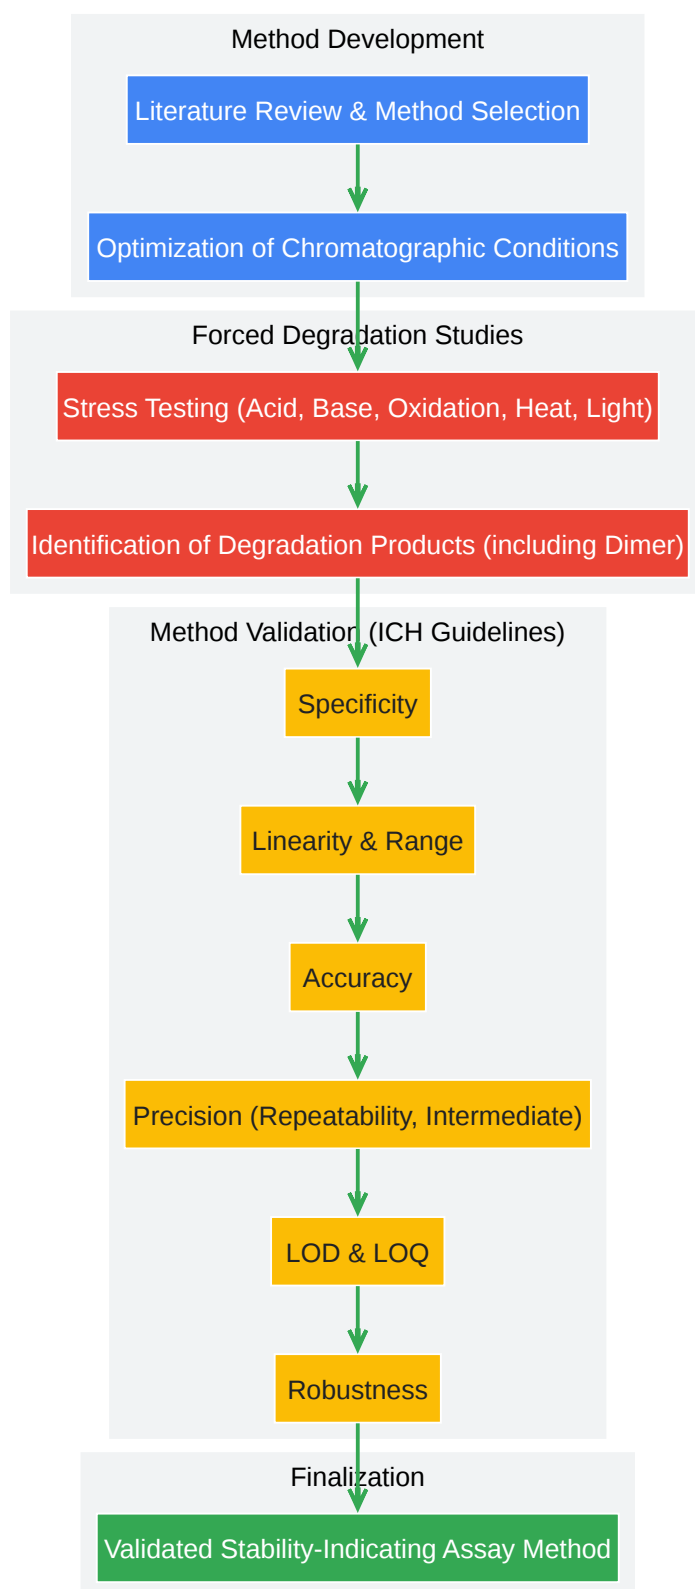 Method Development
Literature Review & Method Selection
Optimization of Chromatographic Conditions
Forced Degradation Studies
Stress Testing (Acid, Base, Oxidation, Heat, Light)
Identification of Degradation Products (including Dimer)
Method Validation (ICH Guidelines)
Specificity
Linearity & Range
Accuracy
Precision (Repeatability, Intermediate)
LOD & LOQ
Robustness
Finalization
Validated Stability-Indicating Assay Method